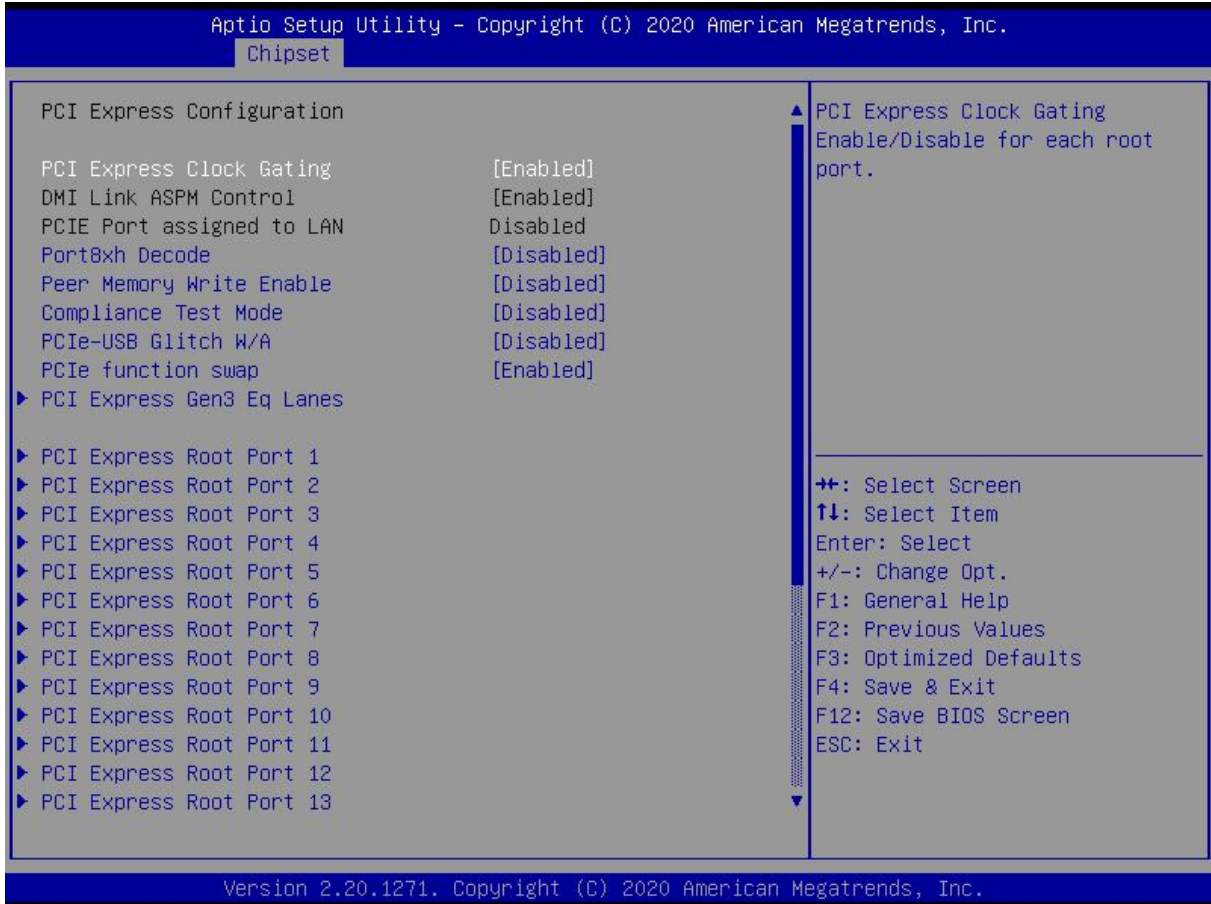 Aptio Setup Utility – Copyright (C) 2020 American Megatrends, Inc.
Chipset
PCI Express Configuration
PCI Express Clock Gating [Enabled]
DMI Link ASPM Control [Enabled]
PCIE Port assigned to LAN Disabled
Port8xh Decode [Disabled]
Peer Memory Write Enable [Disabled]
Compliance Test Mode [Disabled]
PCIe-USB Glitch W/A [Disabled]
PCIe function swap [Enabled]
PCI Express Gen3 Eq Lanes
PCI Express Root Port 1
PCI Express Root Port 2
PCI Express Root Port 3
PCI Express Root Port 4
PCI Express Root Port 5
PCI Express Root Port 6
PCI Express Root Port 7
PCI Express Root Port 8
PCI Express Root Port 9
PCI Express Root Port 10
PCI Express Root Port 11
PCI Express Root Port 12
PCI Express Root Port 13
PCI Express Clock Gating
Enable/Disable for each root
port.
→←: Select Screen
↑↓: Select Item
Enter: Select
+/-: Change Opt.
F1: General Help
F2: Previous Values
F3: Optimized Defaults
F4: Save & Exit
F12: Save BIOS Screen
ESC: Exit
Version 2.20.1271. Copyright (C) 2020 American Megatrends, Inc.